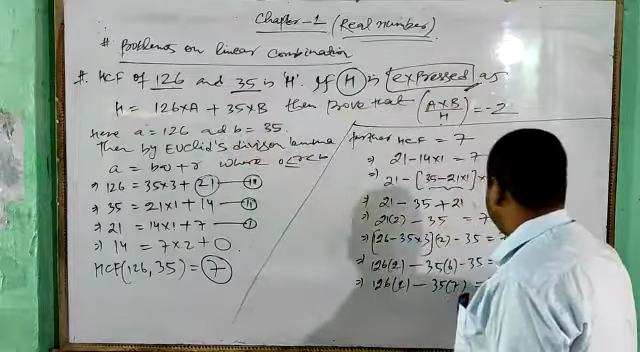 Chapter-1 (Real number)
# Problems on linear Combination
#. HCF of 126 and 35 is 'H'. If (H) is expressed as
H = 126×A + 35×B then prove that (A×B/H) = -2
Here a = 126 and b = 35.
Then by Euclid's division lemma
a = bq + r where 0≤r<b
⇒ 126 = 35×3 + 21
⇒ 35 = 21×1 + 14
⇒ 21 = 14×1 + 7
⇒ 14 = 7×2 + 0.
HCF(126, 35) = 7
further HCF = 7
⇒ 21 - 14×1 = 7
⇒ 21 - [35 - 21×1]×
⇒ 21 - 35 + 21
⇒ 21(2) - 35 = 7
⇒ [126 - 35×3](2) - 35 =
⇒ 126(2) - 35(6) - 35 =
⇒ 126(2) - 35(7) =